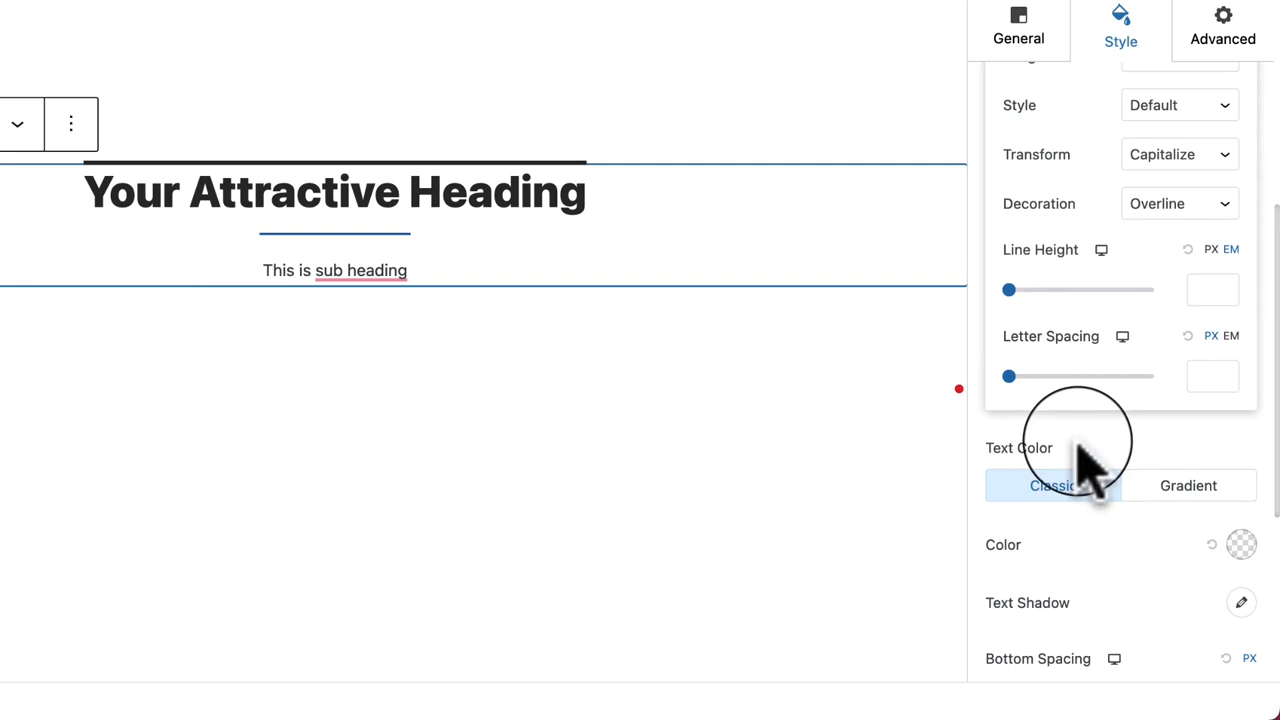 General
Style
Advanced
Style Default
Transform Capitalize
Your Attractive Heading
Decoration Overline
Line Height PX EM
This is sub heading
Letter Spacing PX EM
Text Color
Classic Gradient
Color
Text Shadow
Bottom Spacing PX